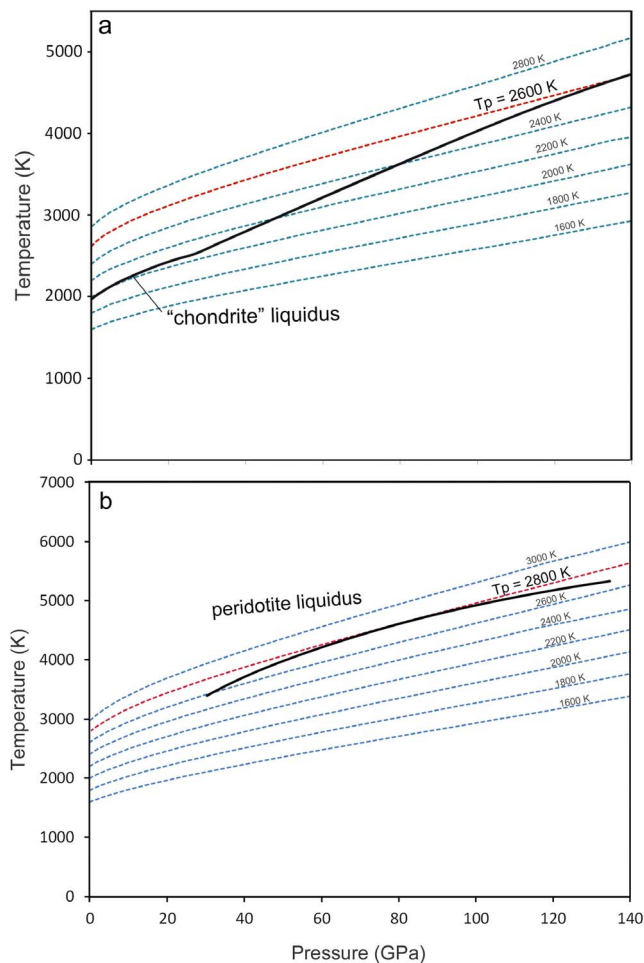 a
5000
4000
3000
2000
1000
0
Temperature (K)
2800 K
Tp = 2600 K
2400 K
2200 K
2000 K
1800 K
1600 K
“chondrite” liquidus
b
7000
6000
5000
4000
3000
2000
1000
0
Temperature (K)
3000 K
Tp = 2800 K
2600 K
2400 K
2200 K
2000 K
1800 K
1600 K
peridotite liquidus
0 20 40 60 80 100 120 140
Pressure (GPa)